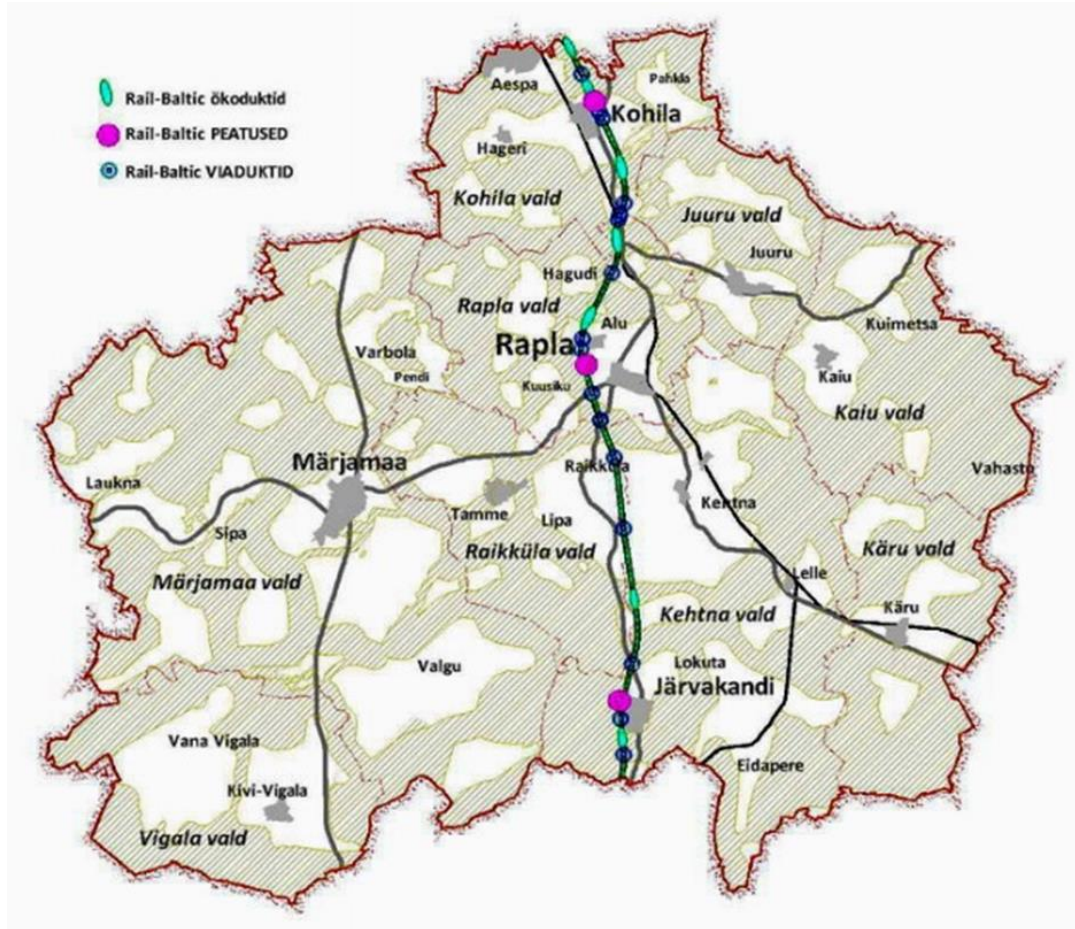 Rail-Baltic ökoduktid
Rail-Baltic PEATUSED
Rail-Baltic VIADUKTID
Aespa
Pahkla
Kohila
Hageri
Kohila vald
Juuru vald
Juuru
Hagudi
Rapla vald
Alu
Kuimetsa
Rapla
Varbola
Pendi
Kuusiku
Kaiu
Kaiu vald
Märjamaa
Raikküla
Vahastu
Laukna
Kehtna
Tamme
Lipa
Sipa
Raikküla vald
Käru vald
Märjamaa vald
Lelle
Kehtna vald
Käru
Valgu
Lokuta
Järvakandi
Vana Vigala
Eidapere
Kivi-Vigala
Vigala vald